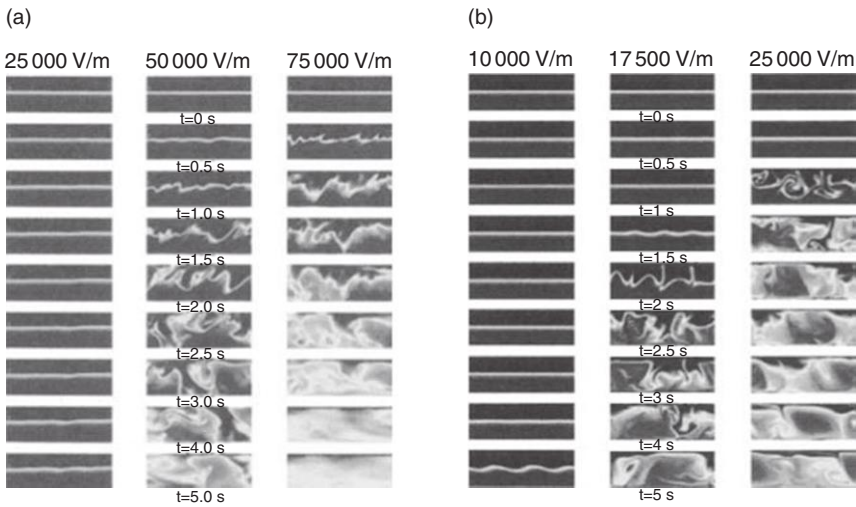 (a)
25 000 V/m 50 000 V/m 75 000 V/m
t=0 s
t=0.5 s
t=1.0 s
t=1.5 s
t=2.0 s
t=2.5 s
t=3.0 s
t=4.0 s
t=5.0 s
(b)
10 000 V/m 17 500 V/m 25 000 V/m
t=0 s
t=0.5 s
t=1 s
t=1.5 s
t=2 s
t=2.5 s
t=3 s
t=4 s
t=5 s